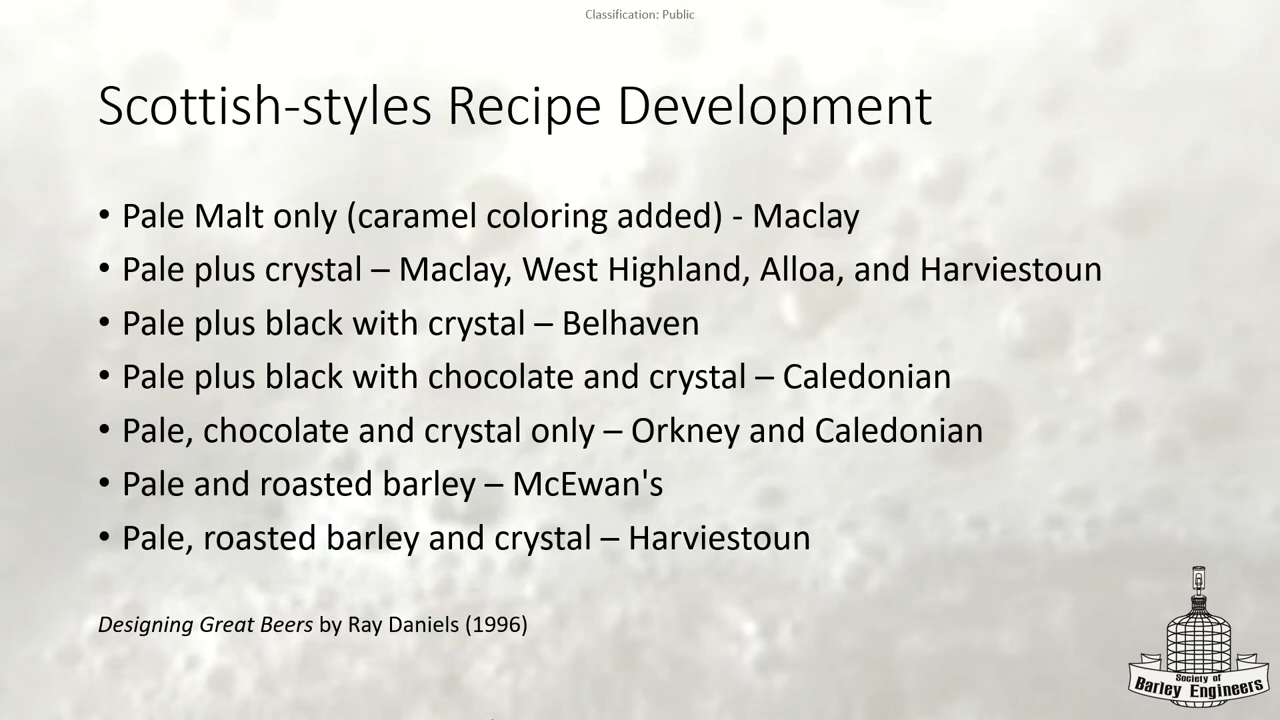 Classification: Public
Scottish-styles Recipe Development
• Pale Malt only (caramel coloring added) - Maclay
• Pale plus crystal – Maclay, West Highland, Alloa, and Harviestoun
• Pale plus black with crystal – Belhaven
• Pale plus black with chocolate and crystal – Caledonian
• Pale, chocolate and crystal only – Orkney and Caledonian
• Pale and roasted barley – McEwan's
• Pale, roasted barley and crystal – Harviestoun
Designing Great Beers by Ray Daniels (1996)
Society of
Barley Engineers